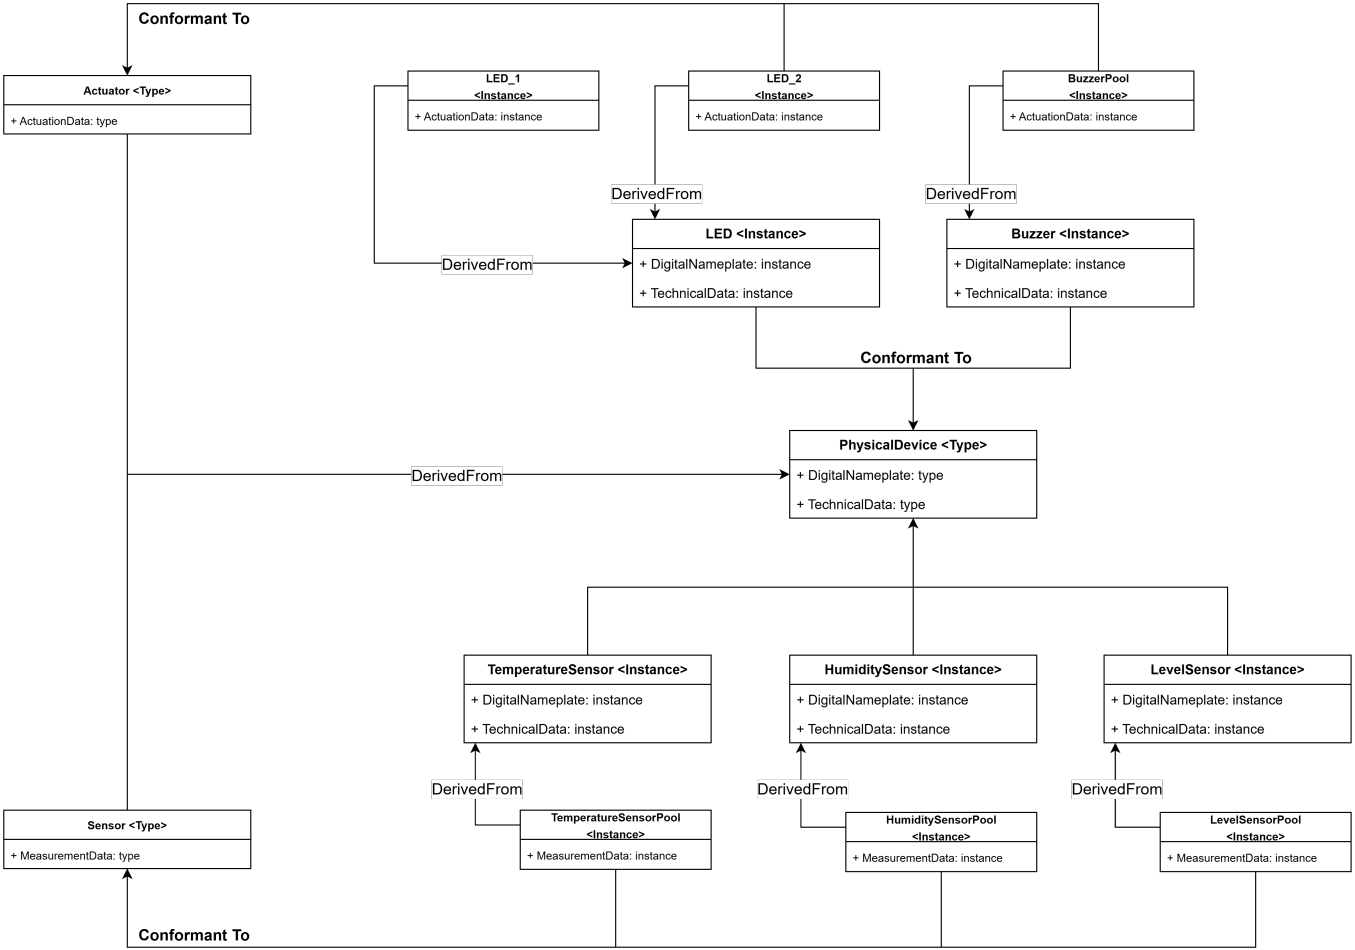 Conformant To
Actuator <Type>
+ ActuationData: type
LED_1
<Instance>
+ ActuationData: instance
LED_2
<Instance>
+ ActuationData: instance
BuzzerPool
<Instance>
+ ActuationData: instance
DerivedFrom
DerivedFrom
DerivedFrom
LED <Instance>
+ DigitalNameplate: instance
+ TechnicalData: instance
Buzzer <Instance>
+ DigitalNameplate: instance
+ TechnicalData: instance
Conformant To
PhysicalDevice <Type>
+ DigitalNameplate: type
+ TechnicalData: type
DerivedFrom
TemperatureSensor <Instance>
+ DigitalNameplate: instance
+ TechnicalData: instance
HumiditySensor <Instance>
+ DigitalNameplate: instance
+ TechnicalData: instance
LevelSensor <Instance>
+ DigitalNameplate: instance
+ TechnicalData: instance
DerivedFrom
DerivedFrom
DerivedFrom
Sensor <Type>
+ MeasurementData: type
TemperatureSensorPool
<Instance>
+ MeasurementData: instance
HumiditySensorPool
<Instance>
+ MeasurementData: instance
LevelSensorPool
<Instance>
+ MeasurementData: instance
Conformant To